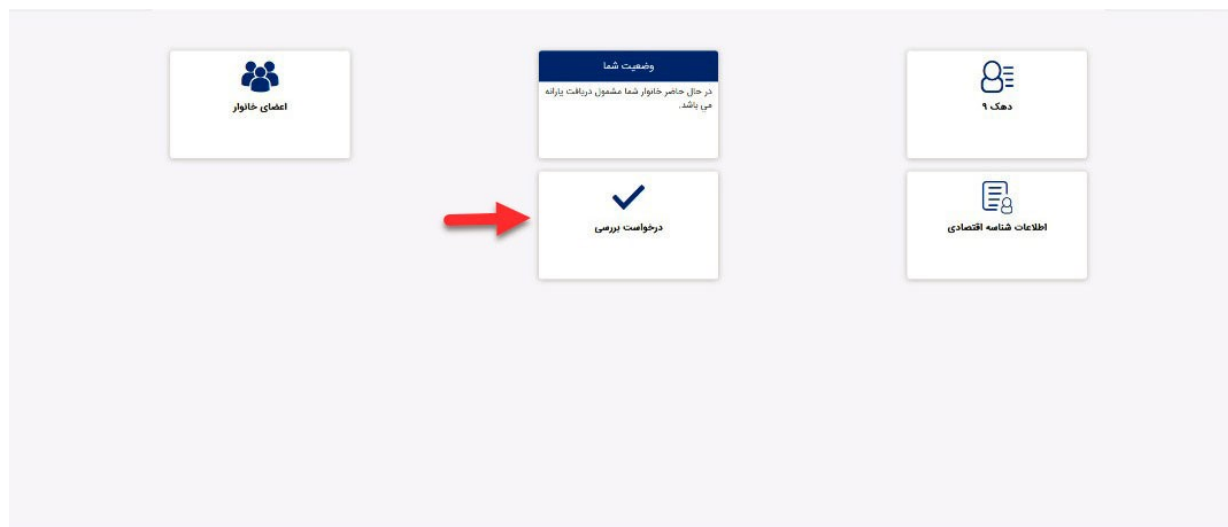 دهک ۹
وضعیت شما
در حال حاضر خانوار شما مشمول دریافت یارانه
می باشد.
اعضای خانوار
اطلاعات شناسه اقتصادی
درخواست بررسی